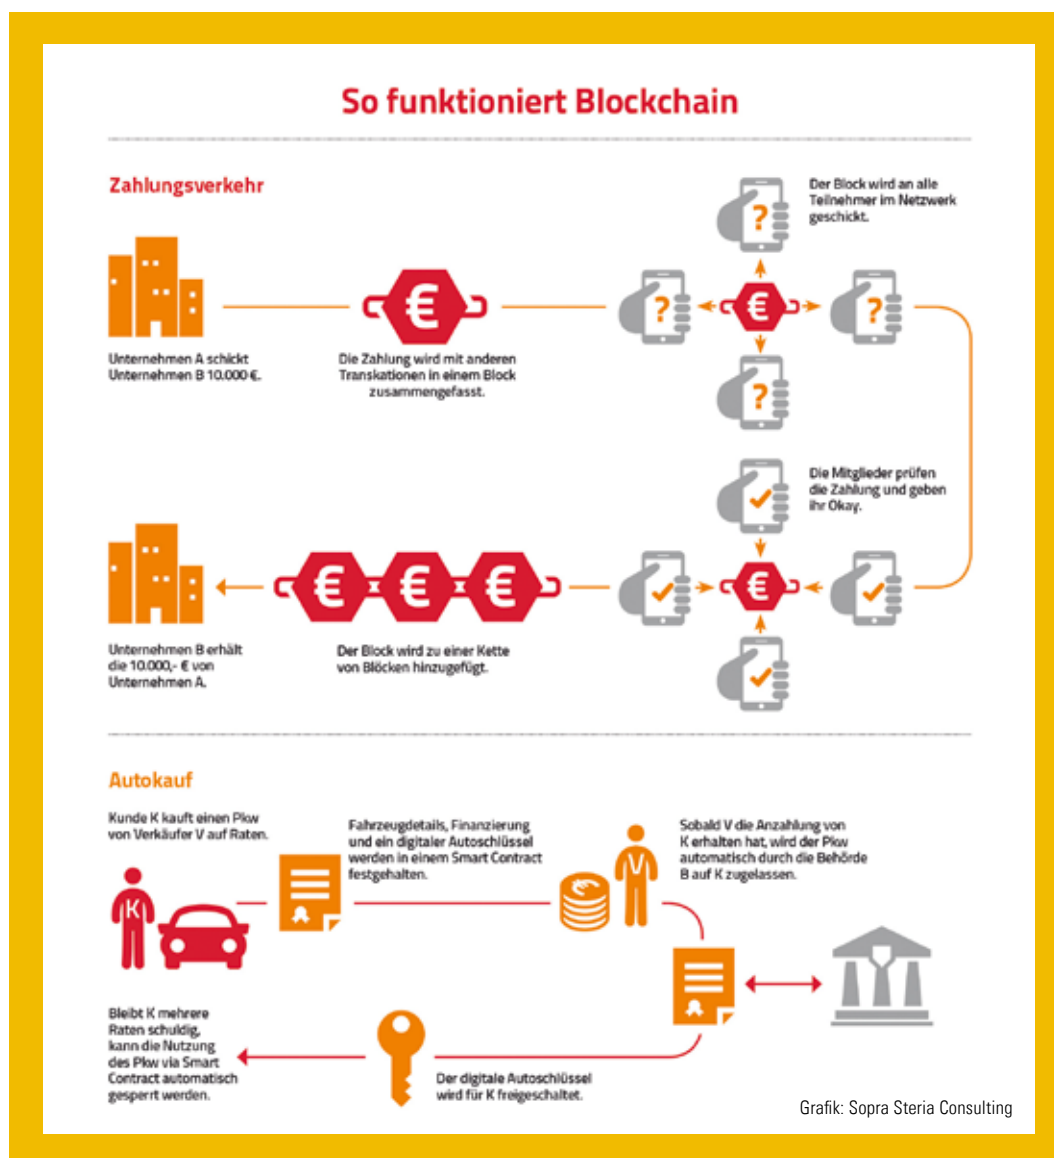 So funktioniert Blockchain
Zahlungsverkehr
Unternehmen A schickt
Unternehmen B 10.000 €.
€
Die Zahlung wird mit anderen
Transkationen in einem Block
zusammengefasst.
?
?
€
?
?
Der Block wird an alle
Teilnehmer im Netzwerk
geschickt.
Die Mitglieder prüfen
die Zahlung und geben
ihr Okay.
€
€ € €
Der Block wird zu einer Kette
von Blöcken hinzugefügt.
Unternehmen B erhält
die 10.000,- € von
Unternehmen A.
Autokauf
Kunde K kauft einen Pkw
von Verkäufer V auf Raten.
K
Fahrzeugdetails, Finanzierung
und ein digitaler Autoschlüssel
werden in einem Smart Contract
festgehalten.
€
V
Sobald V die Anzahlung von
K erhalten hat, wird der Pkw
automatisch durch die Behörde
B auf K zugelassen.
Der digitale Autoschlüssel
wird für K freigeschaltet.
Bleibt K mehrere
Raten schuldig,
kann die Nutzung
des Pkw via Smart
Contract automatisch
gesperrt werden.
Grafik: Sopra Steria Consulting